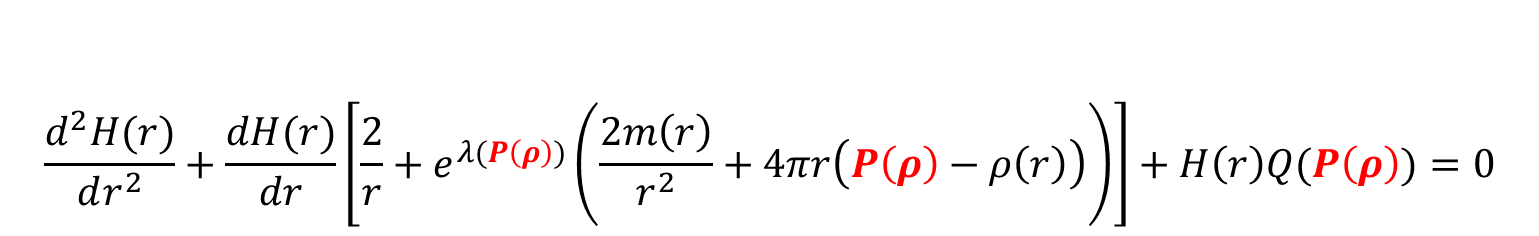 d²H(r)/dr² + dH(r)/dr [2/r + e^λ(P(ρ)) (2m(r)/r² + 4πr(P(ρ) − ρ(r)))] + H(r)Q(P(ρ)) = 0